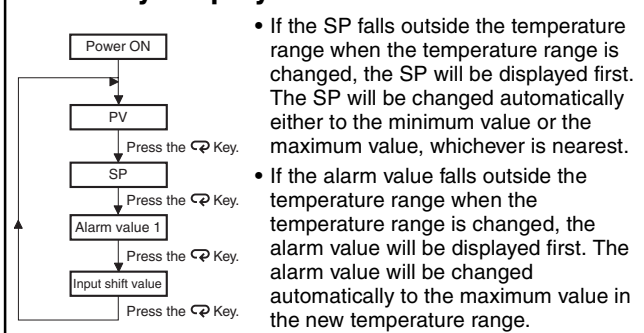 Power ON
PV
Press the Key.
SP
Press the Key.
Alarm value 1
Press the Key.
Input shift value
Press the Key.
• If the SP falls outside the temperature
range when the temperature range is
changed, the SP will be displayed first.
The SP will be changed automatically
either to the minimum value or the
maximum value, whichever is nearest.
• If the alarm value falls outside the
temperature range when the
temperature range is changed, the
alarm value will be displayed first. The
alarm value will be changed
automatically to the maximum value in
the new temperature range.